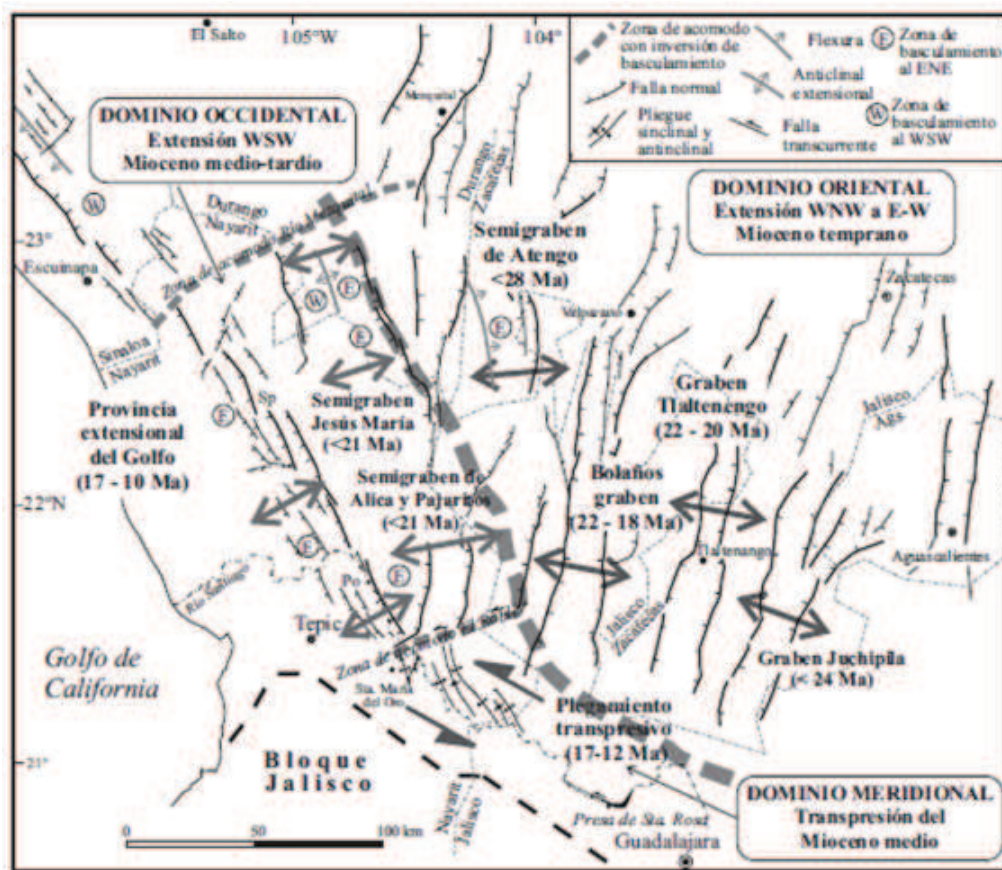 El Salto
105°W
104°
Zona de acomodo
con inversión de
basculamiento
Falla normal
Pliegue
sinclinal y
antinclinal
Flexura
Anticlinal
extensional
Falla
transcurrente
E
Zona de
basculamiento
al ENE
W
Zona de
basculamiento
al WSW
DOMINIO OCCIDENTAL
Extensión WSW
Mioceno medio-tardío
Mezquital
Durango
Zacatecas
DOMINIO ORIENTAL
Extensión WNW a E-W
Mioceno temprano
W
Durango
Nayarit
Zona de acomodo
23°
Escuinapa
Semigraben
de Atengo
(<28 Ma)
Zacatecas
W
E
E
E
Valparaíso
Sinaloa
Nayarit
Sp
Provincia
extensional
del Golfo
(17 - 10 Ma)
E
Semigraben
Jesús María
(<21 Ma)
Graben
Tlaltenengo
(22 - 20 Ma)
Jalisco
Ags.
Semigraben de
Alica y Pajaritos
(<21 Ma)
Bolaños
graben
(22 - 18 Ma)
22°N
E
Tlaltenango
Aguascalientes
Río Santiago
Po
E
Tepic
Zona de
Jalisco
Zacatecas
Golfo de
California
Sta. María
del Oro
Graben Juchipila
(< 24 Ma)
Plegamiento
transpresivo
(17-12 Ma)
21°
Bloque
Jalisco
Nayarit
Jalisco
Presa de Sta. Rosa
Guadalajara
DOMINIO MERIDIONAL
Transpresión del
Mioceno medio
0
50
100 km